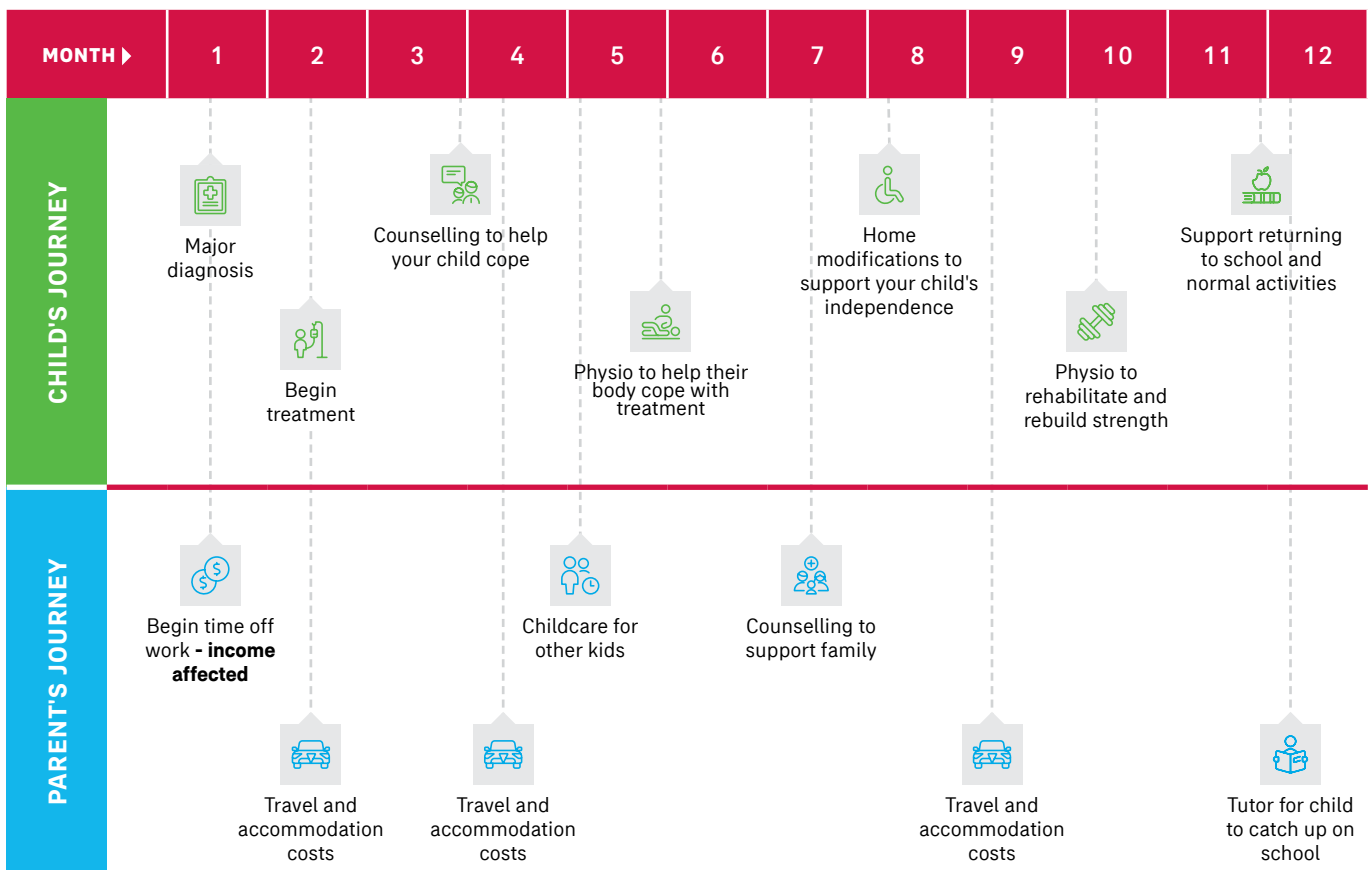 MONTH 1 2 3 4 5 6 7 8 9 10 11 12
CHILD'S JOURNEY
Major
diagnosis
Begin
treatment
Counselling to help
your child cope
Physio to help their
body cope with
treatment
Home
modifications to
support your child's
independence
Physio to
rehabilitate and
rebuild strength
Support returning
to school and
normal activities
PARENT'S JOURNEY
Begin time off
work - income
affected
Travel and
accommodation
costs
Travel and
accommodation
costs
Childcare for
other kids
Counselling to
support family
Travel and
accommodation
costs
Tutor for child
to catch up on
school